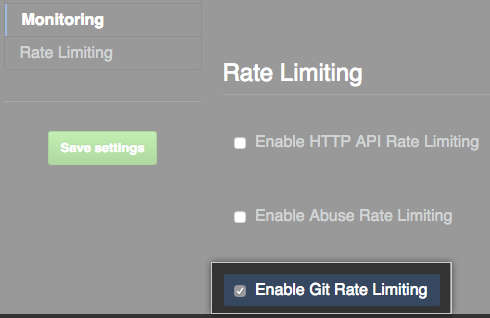 Monitoring
Rate Limiting
Save settings
Rate Limiting
Enable HTTP API Rate Limiting
Enable Abuse Rate Limiting
Enable Git Rate Limiting